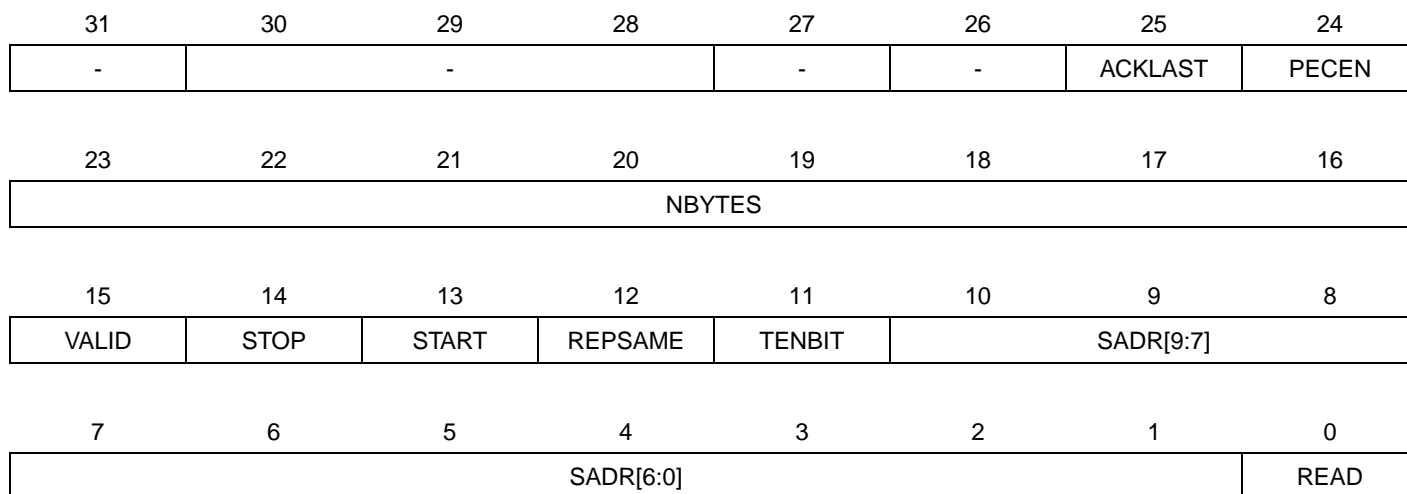 31 30 29 28 27 26 25 24
- - - - ACKLAST PECEN
23 22 21 20 19 18 17 16
NBYTES
15 14 13 12 11 10 9 8
VALID STOP START REPSAME TENBIT SADR[9:7]
7 6 5 4 3 2 1 0
SADR[6:0] READ